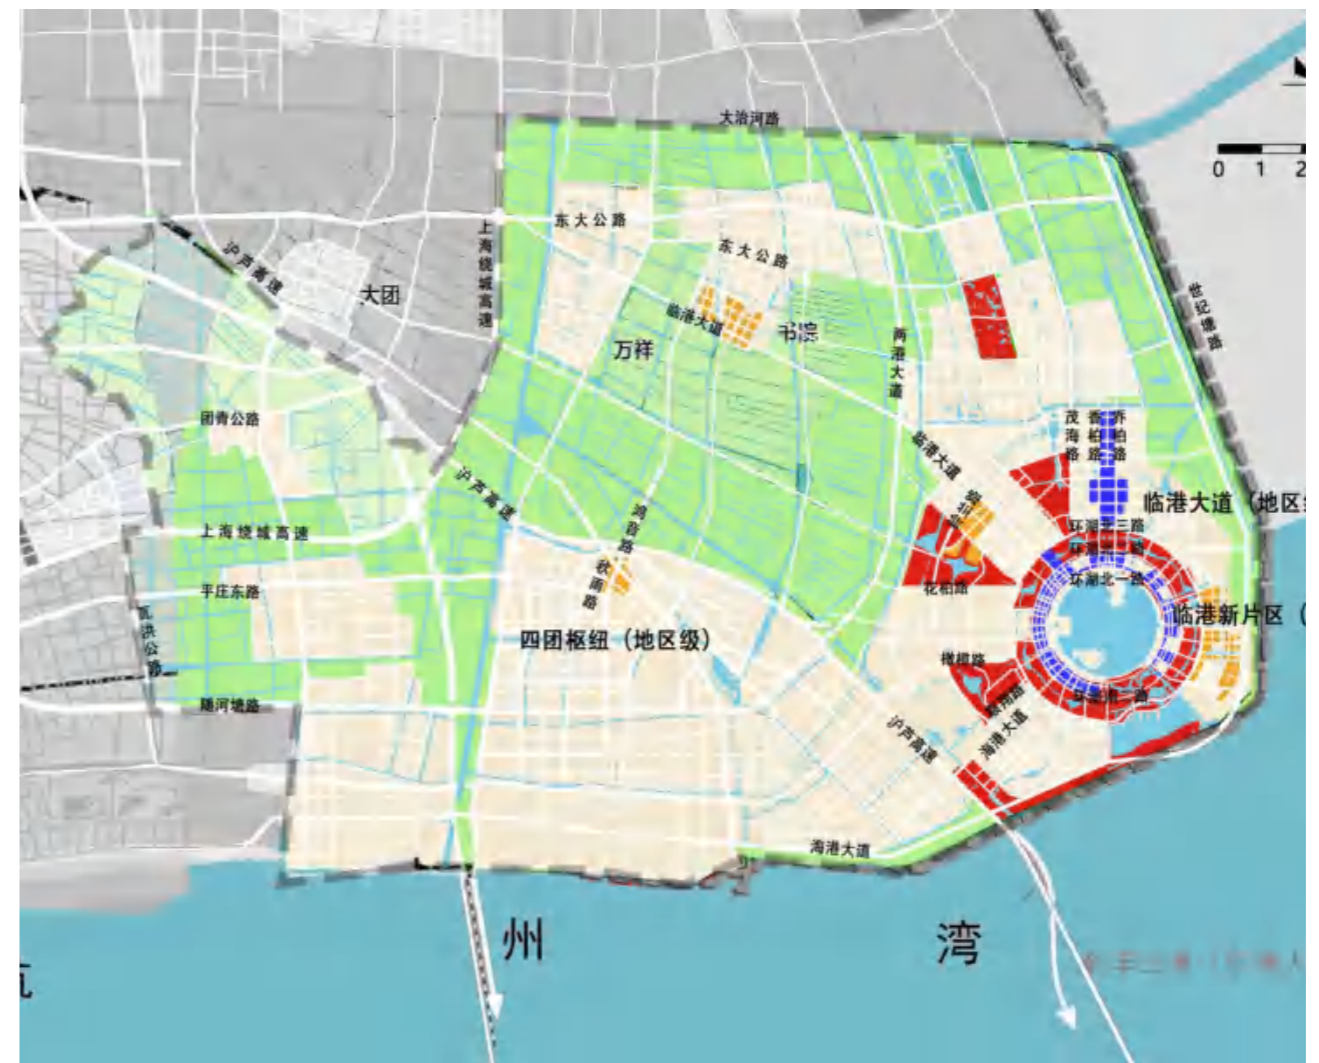 大治河路
0 1 2
东大公路
上海绕城高速
沪芦高速
东大公路
大团
世纪塘路
临港大道
书院
万祥
两港大道
团青公路
茂海路
香柏路
临港大道
沪芦高速
临港大道（地区
上海绕城高速
环湖北三路
环湖北一路
平庄东路
花柏路
秋雨路
瓦洪公路
临港新片区（
四团枢纽（地区级）
橄榄路
随河塘路
沪芦高速
海港大道
海港大道
州
湾